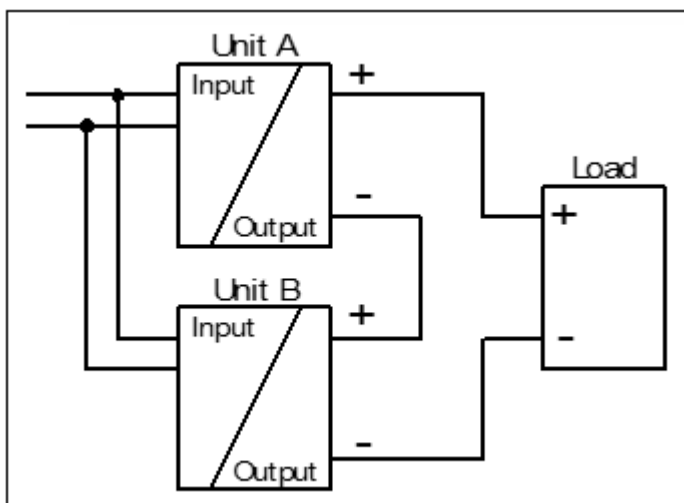 Unit A
Input
+
-
Output
Load
+
-
Unit B
Input
+
-
Output